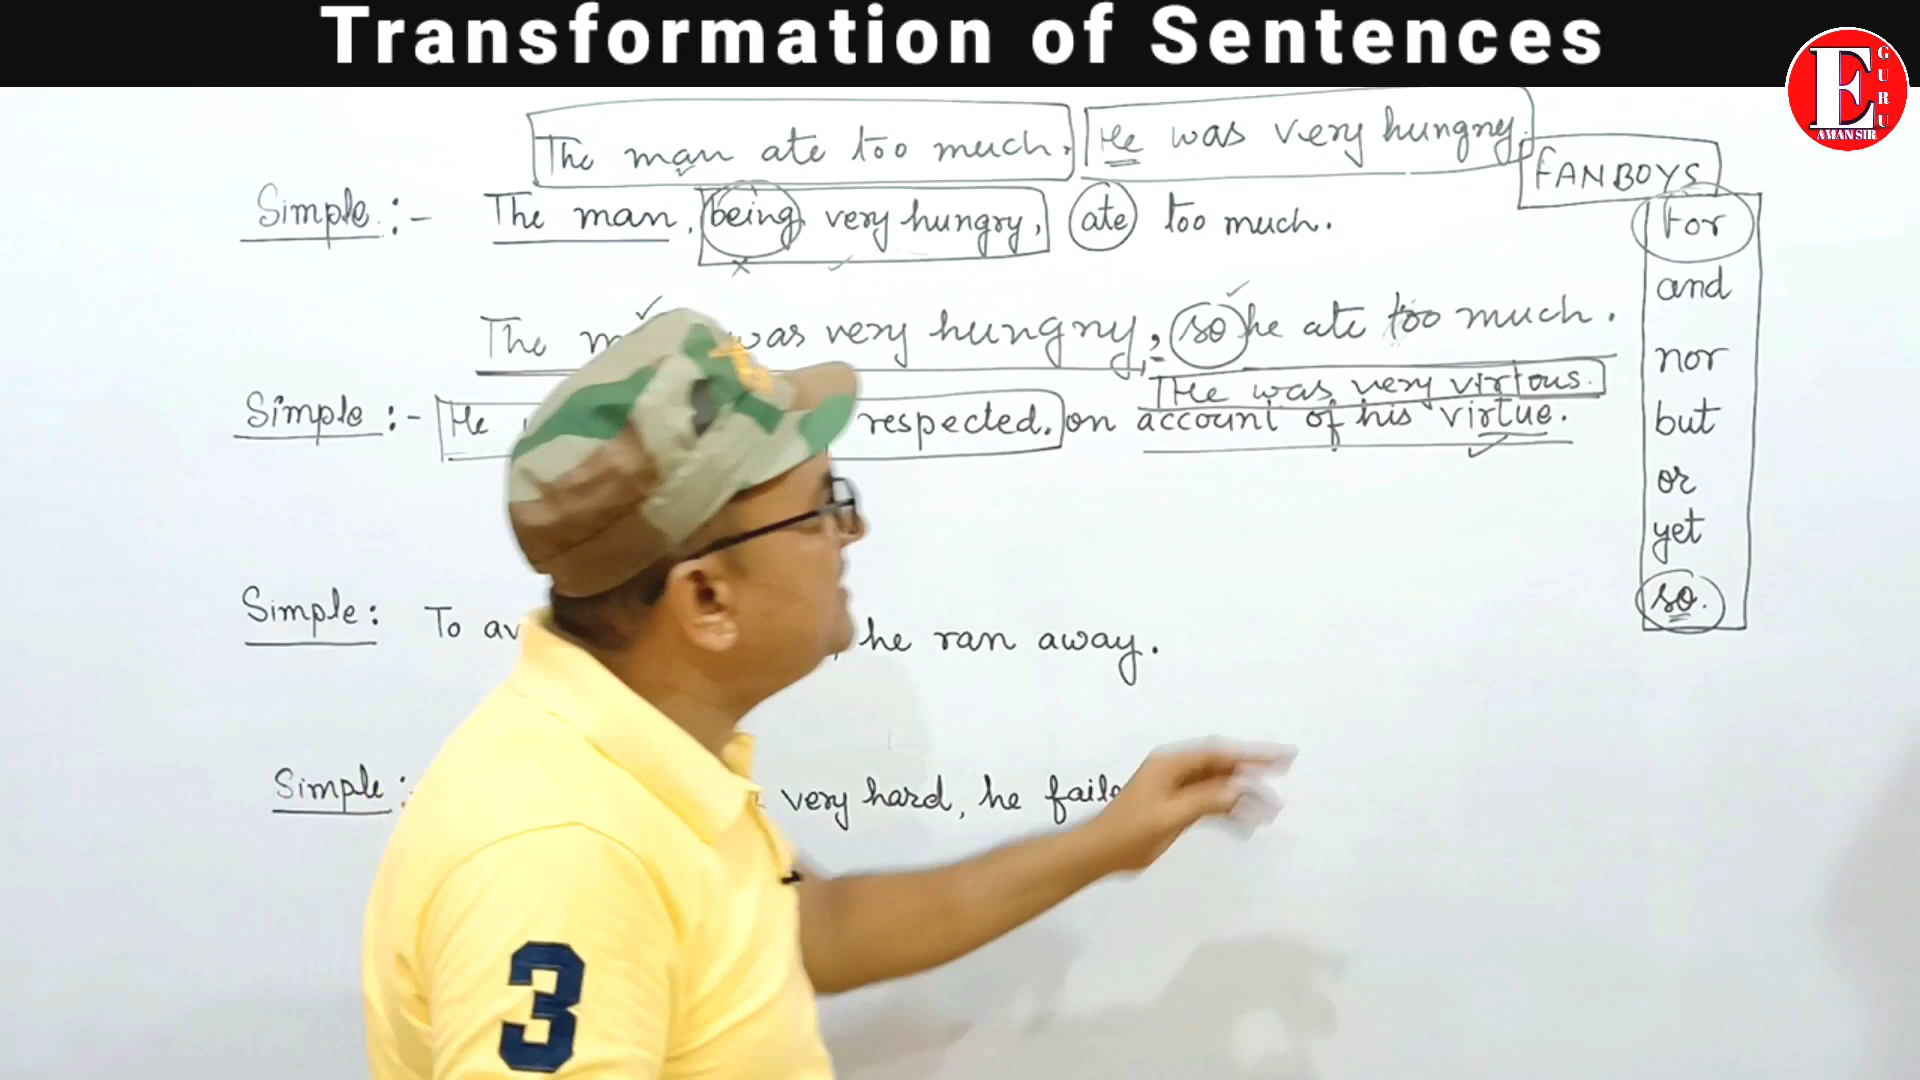 Transformation of Sentences
E GURU
AMAN SIR
The man ate too much. He was very hungry.
FANBOYS
Simple :- The man, being very hungry, ate too much.
For
and
nor
but
or
yet
so.
The was very hungry, so he ate too much.
He was very virtous.
Simple :- He respected. on account of his virtue.
Simple : To he ran away.
Simple : very hard, he
3